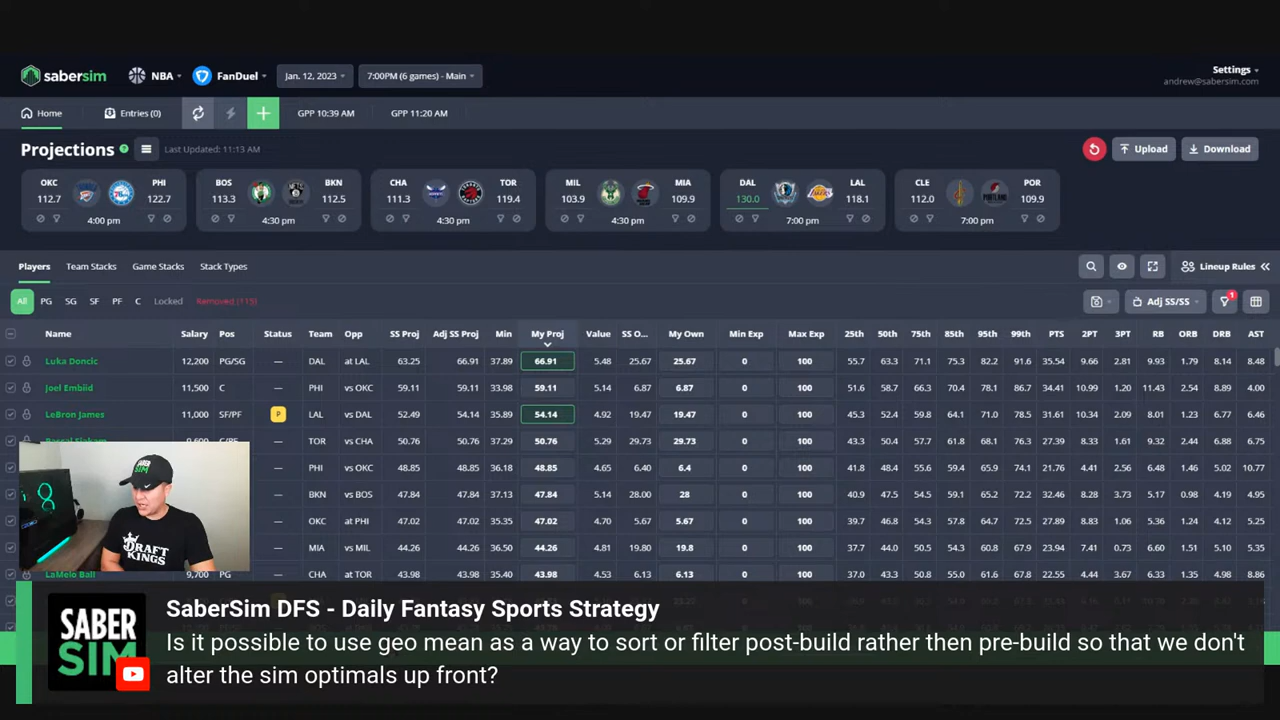 sabersim NBA FanDuel Jan. 12, 2023 7:00PM (6 games) - Main Settings
andrew@sabersim.com
Home Entries (0) + GPP 10:39 AM GPP 11:20 AM
Projections Last Updated: 11:13 AM Upload Download
OKC PHI BOS BKN CHA TOR MIL MIA DAL LAL CLE POR
112.7 122.7 113.3 112.5 111.3 119.4 103.9 109.9 130.0 118.1 112.0 109.9
4:00 pm 4:30 pm 4:30 pm 4:30 pm 7:00 pm 7:00 pm
Players Team Stacks Game Stacks Stack Types Lineup Rules
All PG SG SF PF C Locked Removed (115) Adj SS/SS 1
Name Salary Pos Status Team Opp SS Proj Adj SS Proj Min My Proj Value SS O... My Own Min Exp Max Exp 25th 50th 75th 85th 95th 99th PTS 2PT 3PT RB ORB DRB AST
Luka Doncic 12,200 PG/SG — DAL at LAL 63.25 66.91 37.89 66.91 5.48 25.67 25.67 0 100 55.7 63.3 71.1 75.3 82.2 91.6 35.54 9.96 2.81 9.93 1.79 8.14 8.48
Joel Embiid 11,500 C — PHI vs OKC 59.11 59.11 33.98 59.11 5.14 6.87 6.87 0 100 51.6 58.7 66.3 70.4 78.1 86.7 34.41 10.99 1.20 11.43 2.54 8.89 4.00
LeBron James 11,000 SF/PF P LAL vs DAL 52.49 54.14 35.89 54.14 4.92 19.47 19.47 0 100 45.3 52.4 59.8 64.1 71.0 78.5 31.61 10.34 2.09 8.01 1.23 6.77 6.46
Pascal Siakam 9,600 C/PF — TOR vs CHA 50.76 50.76 37.29 50.76 5.29 29.73 29.73 0 100 43.3 50.4 57.7 61.8 68.1 76.3 27.39 8.83 1.61 9.32 2.44 6.88 6.75
— PHI vs OKC 48.85 48.85 36.18 48.85 4.65 6.40 6.4 0 100 41.8 48.4 55.6 59.4 65.9 74.1 21.76 4.41 2.56 6.48 1.46 5.02 10.77
— BKN vs BOS 47.84 47.84 37.13 47.84 5.14 28.00 28 0 100 40.9 47.5 54.5 59.1 65.2 72.2 32.46 8.28 3.73 5.17 0.98 4.19 4.95
— OKC at PHI 47.02 47.02 35.35 47.02 4.70 5.67 5.67 0 100 39.7 46.8 54.3 57.8 64.7 72.5 27.89 8.83 1.06 5.36 1.24 4.12 5.25
— MIA vs MIL 44.26 44.26 36.50 44.26 4.81 19.80 19.8 0 100 37.7 44.0 50.5 54.3 60.8 67.9 23.94 7.41 0.73 6.60 1.51 5.10 5.35
LaMelo Ball 9,700 PG — CHA at TOR 43.98 43.98 35.40 43.98 4.53 6.13 6.13 0 100 37.0 43.3 50.8 55.0 61.6 67.8 22.55 4.44 3.67 6.33 1.35 4.98 8.86
SABER
SIM
DRAFT
KINGS
SABER
SIM
SaberSim DFS - Daily Fantasy Sports Strategy
Is it possible to use geo mean as a way to sort or filter post-build rather then pre-build so that we don't
alter the sim optimals up front?